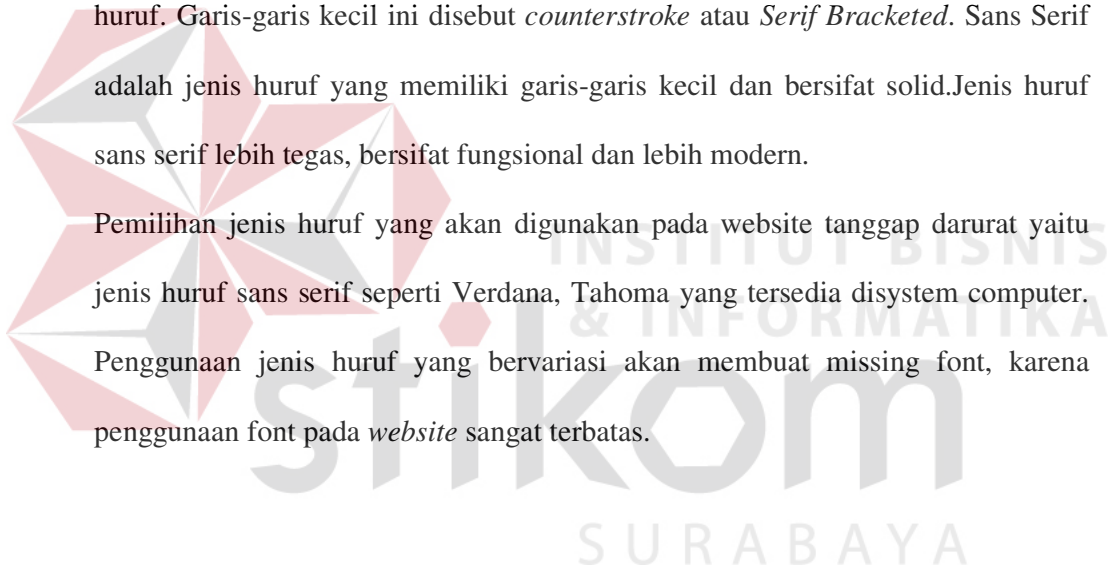 huruf. Garis-garis kecil ini disebut counterstroke atau Serif Bracketed. Sans Serif
adalah jenis huruf yang memiliki garis-garis kecil dan bersifat solid.Jenis huruf
sans serif lebih tegas, bersifat fungsional dan lebih modern.
Pemilihan jenis huruf yang akan digunakan pada website tanggap darurat yaitu
jenis huruf sans serif seperti Verdana, Tahoma yang tersedia disystem computer.
Penggunaan jenis huruf yang bervariasi akan membuat missing font, karena
penggunaan font pada website sangat terbatas.
INSTITUT BISNIS
& INFORMATIKA
stikom
SURABAYA